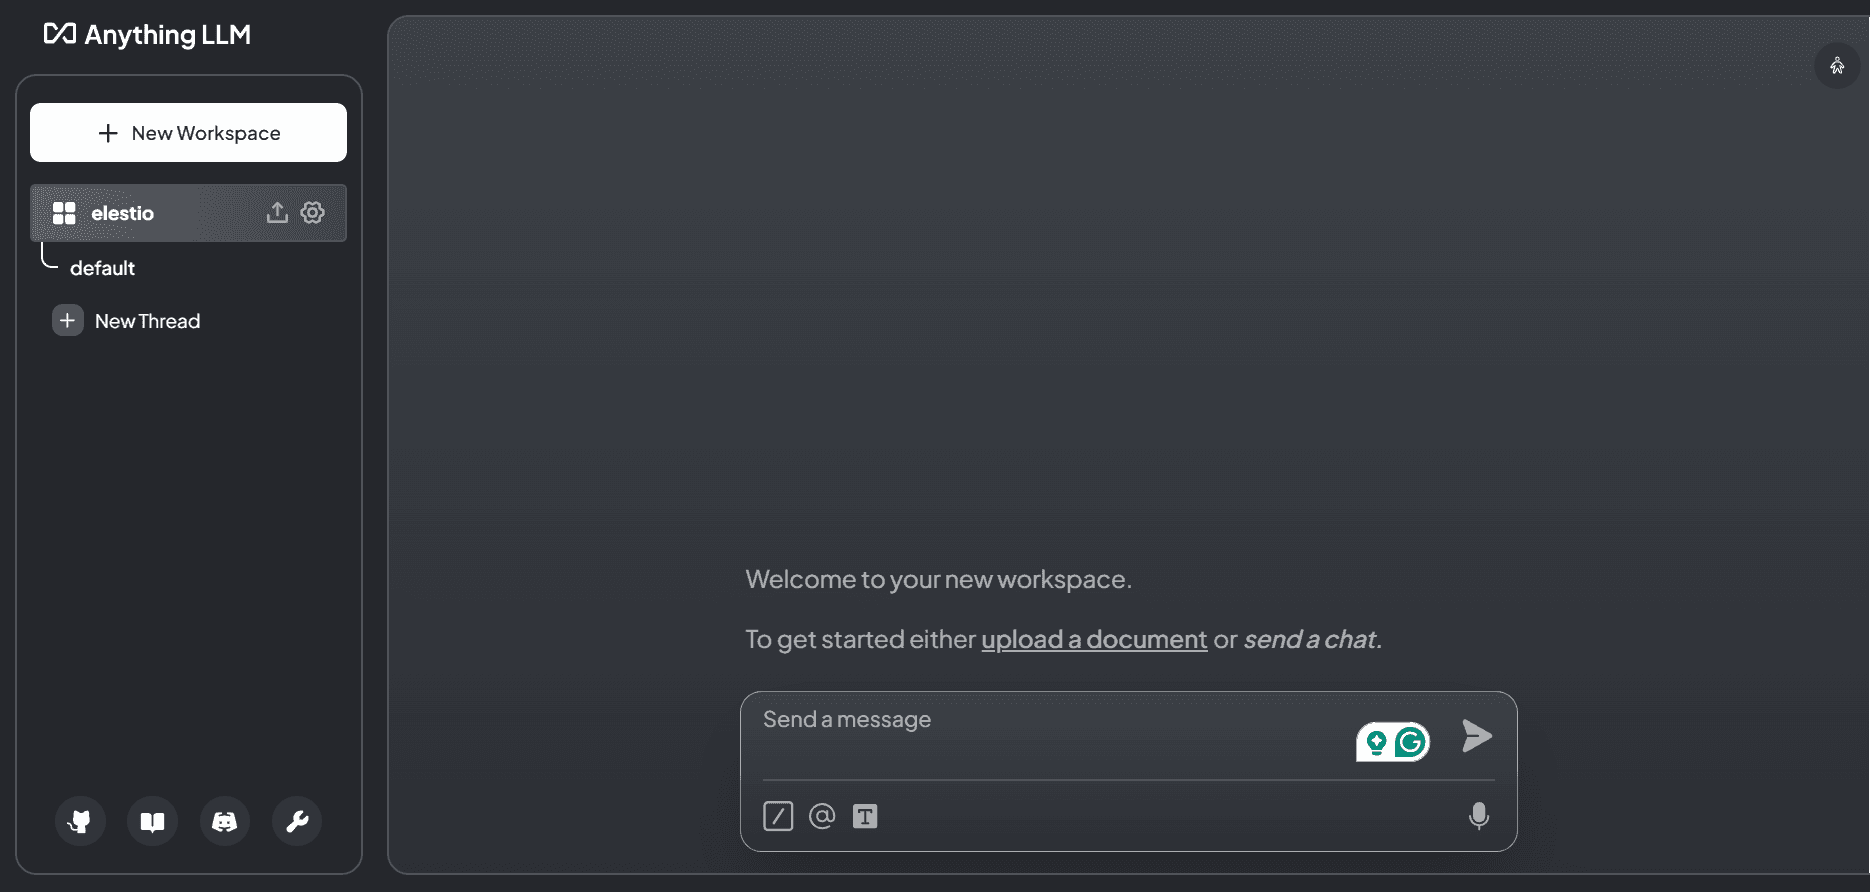 Anything LLM
New Workspace
elestio
default
New Thread
Welcome to your new workspace.
To get started either upload a document or send a chat.
Send a message